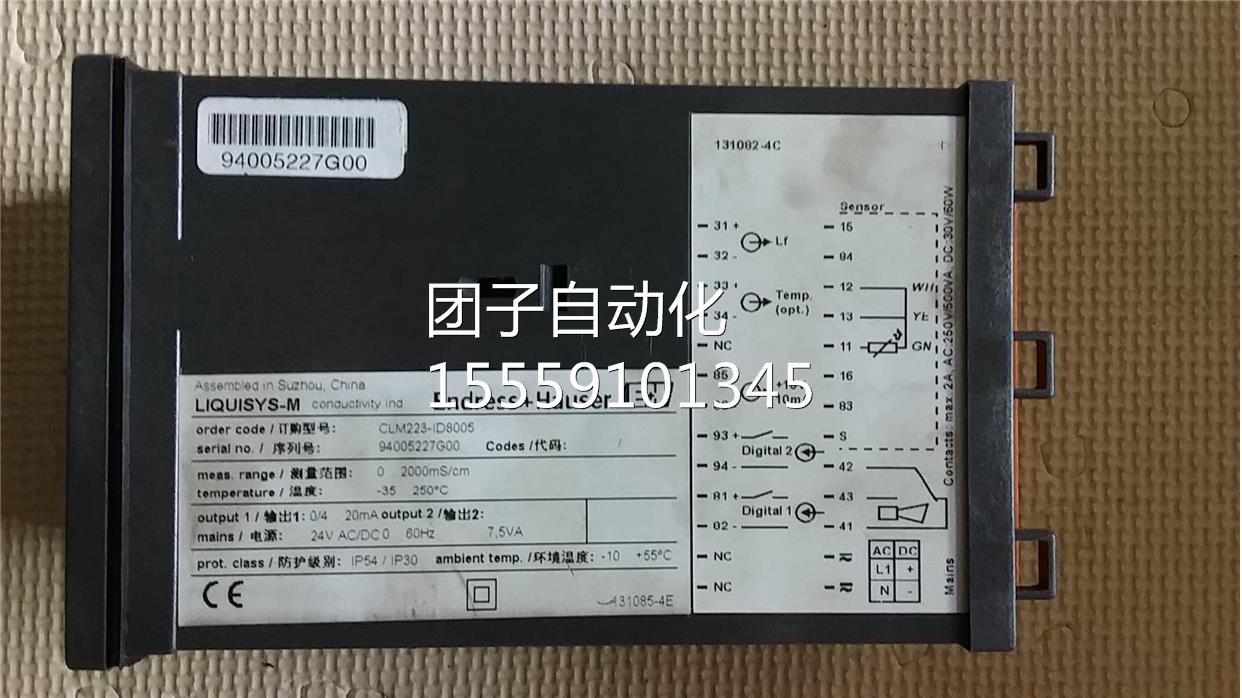 94005227G00
Assembled in Suzhou, China
LIQUISYS-M conductivity ind Endress+Hauser
order code / 订购型号: CLM223-ID8005
serial no. / 序列号: 94005227G00 Codes /代码: /
meas. range / 测量范围: 0 2000mS/cm
temperature / 温度: -35 250°C
output 1 / 输出1: 0/4 20mA output 2 /输出2:
mains / 电源: 24V AC/DC 0 60Hz 7,5VA
prot. class / 防护级别: IP54 / IP30 ambient temp. /环境温度: -10 +55°C
CE
131085-4E
131082-4C
Sensor
31 + Lf 15
32 - 84
33 + Temp. (opt.) 12 WH
34 - 13 YE
NC 11 GN
85 16
83
93 + S
Digital 2
94 - 42
81 + 43
Digital 1
82 - 41
NC
NC
AC DC
L1 +
N -
Mains
Contacts: max. 2A, AC:250V/500VA, DC:30V/60W
团子自动化
15559101345